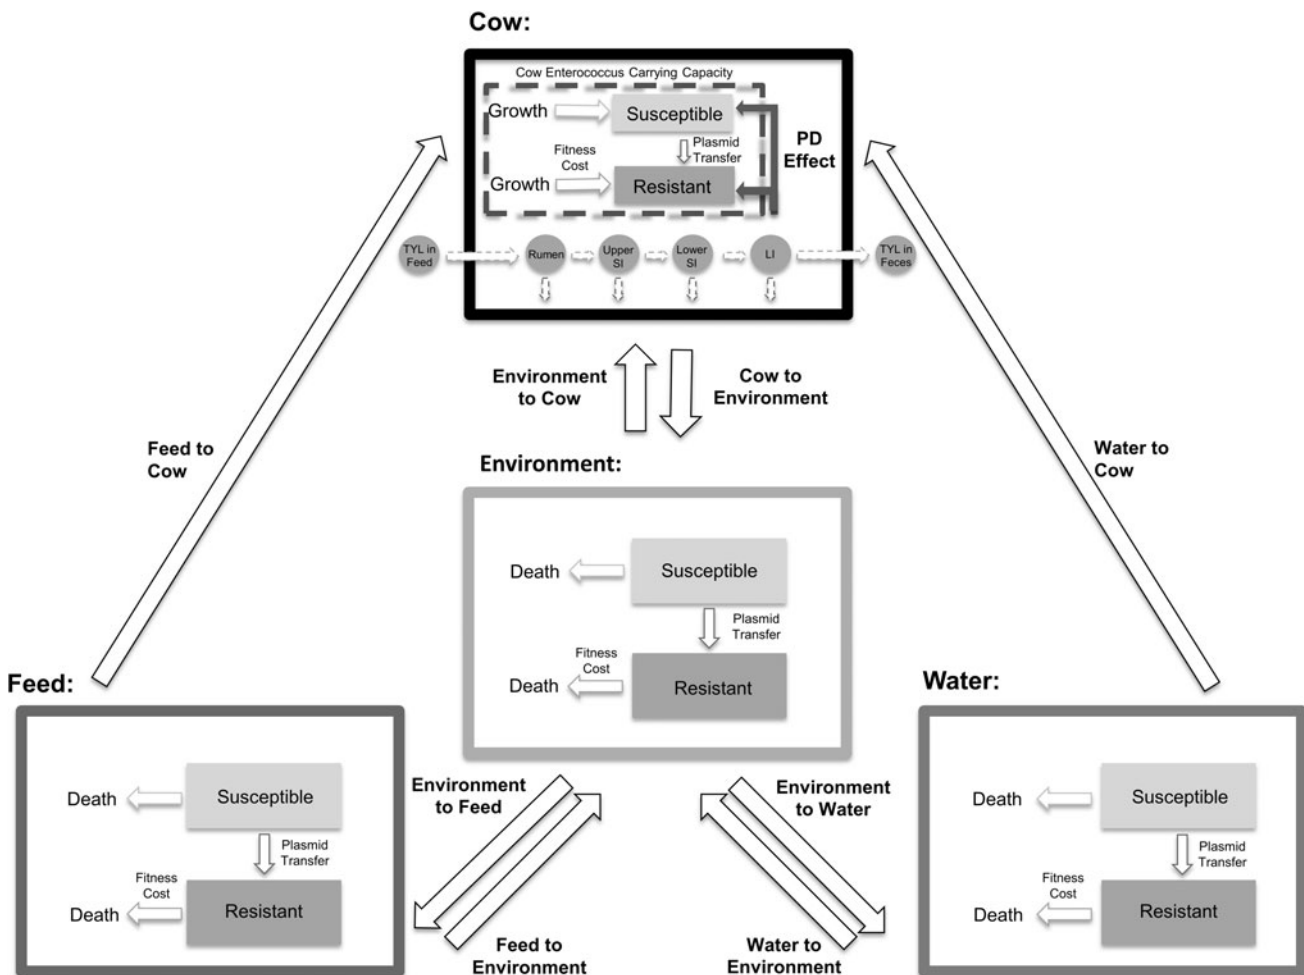 Cow:
Cow Enterococcus Carrying Capacity
Growth
Susceptible
Plasmid
Transfer
PD
Effect
Fitness
Cost
Growth
Resistant
TYL in
Feed
Rumen
Upper
SI
Lower
SI
LI
TYL in
Feces
Environment
to Cow
Cow to
Environment
Feed to
Cow
Water to
Cow
Environment:
Death
Susceptible
Plasmid
Transfer
Fitness
Cost
Death
Resistant
Feed:
Death
Susceptible
Plasmid
Transfer
Fitness
Cost
Death
Resistant
Environment
to Feed
Feed to
Environment
Environment
to Water
Water to
Environment
Water:
Death
Susceptible
Plasmid
Transfer
Fitness
Cost
Death
Resistant